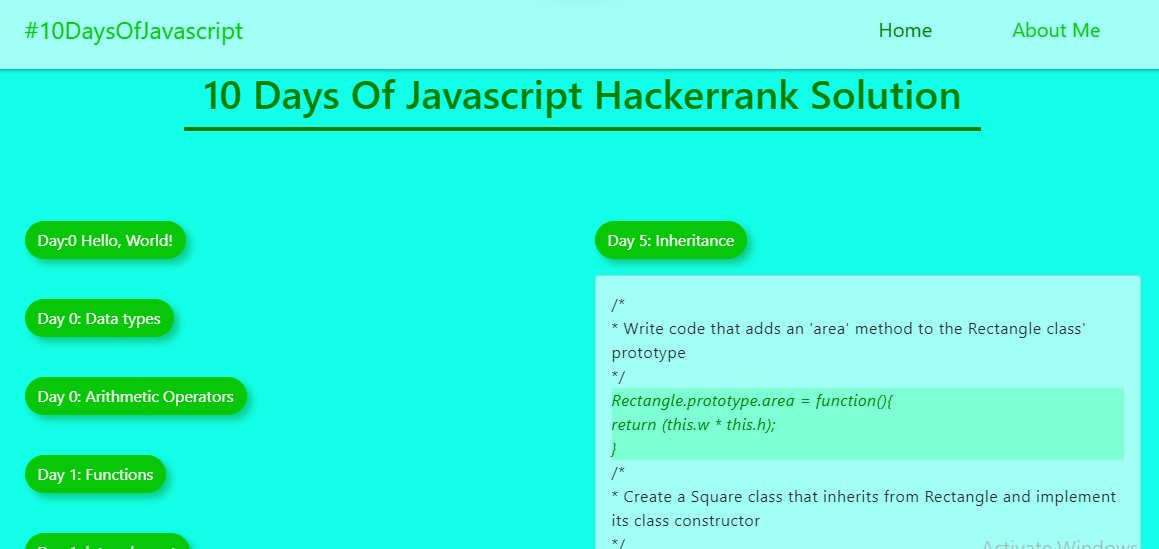 #10DaysOfJavascript
Home
About Me
10 Days Of Javascript Hackerrank Solution
Day:0 Hello, World!
Day 0: Data types
Day 0: Arithmetic Operators
Day 1: Functions
Day 5: Inheritance
/*
* Write code that adds an 'area' method to the Rectangle class'
prototype
*/
Rectangle.prototype.area = function(){
return (this.w * this.h);
}
/*
* Create a Square class that inherits from Rectangle and implement
its class constructor
*/
Activate Windows